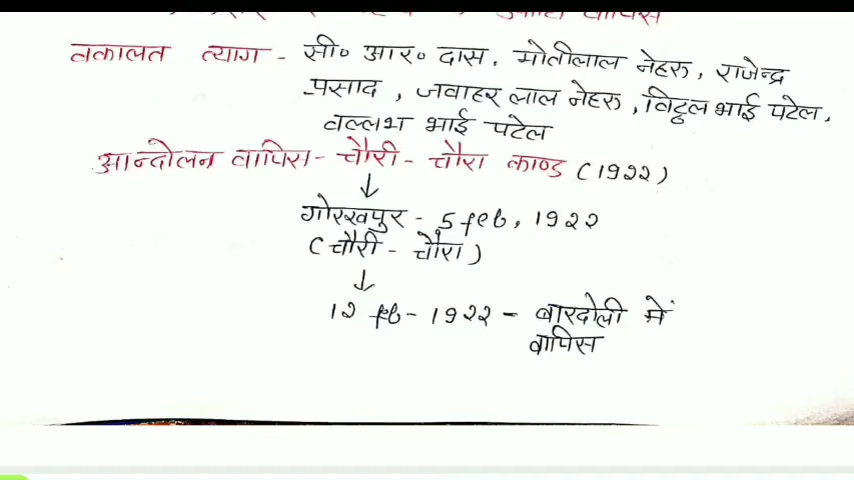 उपाधि वापिस
वकालत त्याग - सी० आर० दास, मोतीलाल नेहरू, राजेन्द्र
प्रसाद, जवाहर लाल नेहरू, विट्ठल भाई पटेल,
वल्लभ भाई पटेल
आन्दोलन वापिस - चौरी - चौरा काण्ड (1922)
↓
गोरखपुर - 5 feb, 1922
(चौरी - चौरा)
↓
12 feb - 1922 - बारदोली में
वापिस